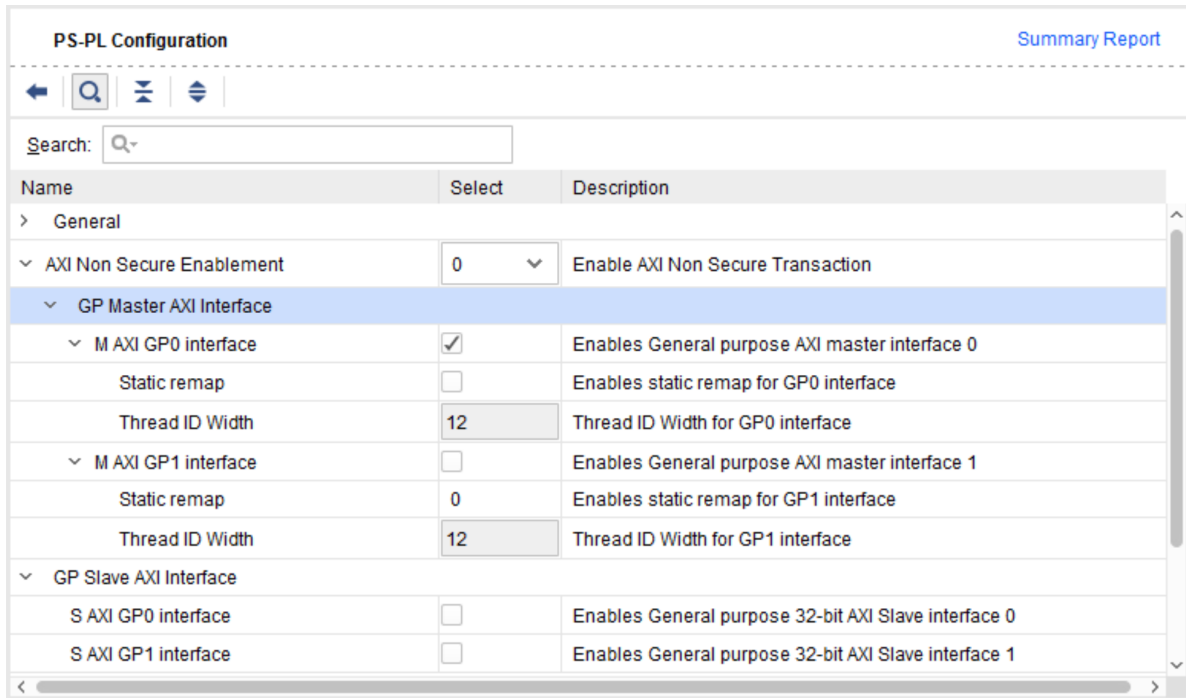 PS-PL Configuration Summary Report
Search:
Name Select Description
General
AXI Non Secure Enablement 0 Enable AXI Non Secure Transaction
GP Master AXI Interface
M AXI GP0 interface Enables General purpose AXI master interface 0
Static remap Enables static remap for GP0 interface
Thread ID Width 12 Thread ID Width for GP0 interface
M AXI GP1 interface Enables General purpose AXI master interface 1
Static remap 0 Enables static remap for GP1 interface
Thread ID Width 12 Thread ID Width for GP1 interface
GP Slave AXI Interface
S AXI GP0 interface Enables General purpose 32-bit AXI Slave interface 0
S AXI GP1 interface Enables General purpose 32-bit AXI Slave interface 1